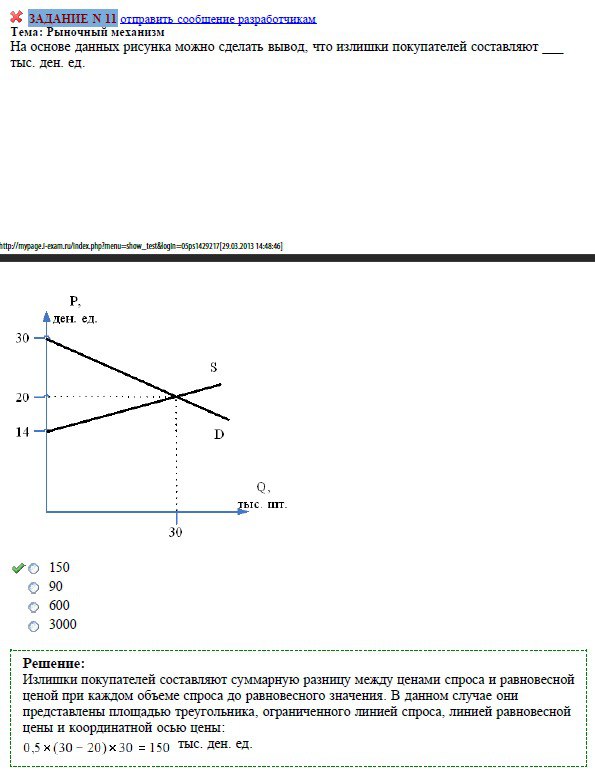 ЗАДАНИЕ N 11 отправить сообщение разработчикам
Тема: Рыночный механизм
На основе данных рисунка можно сделать вывод, что излишки покупателей составляют ___
тыс. ден. ед.
http://mypage.i-exam.ru/index.php?menu=show_test&login=05ps1429217[29.03.2013 14:48:46]
P,
ден. ед.
30
S
20
14
D
Q,
тыс. шт.
30
150
90
600
3000
Решение:
Излишки покупателей составляют суммарную разницу между ценами спроса и равновесной
ценой при каждом объеме спроса до равновесного значения. В данном случае они
представлены площадью треугольника, ограниченного линией спроса, линией равновесной
цены и координатной осью цены:
0,5×(30 − 20)×30 = 150 тыс. ден. ед.